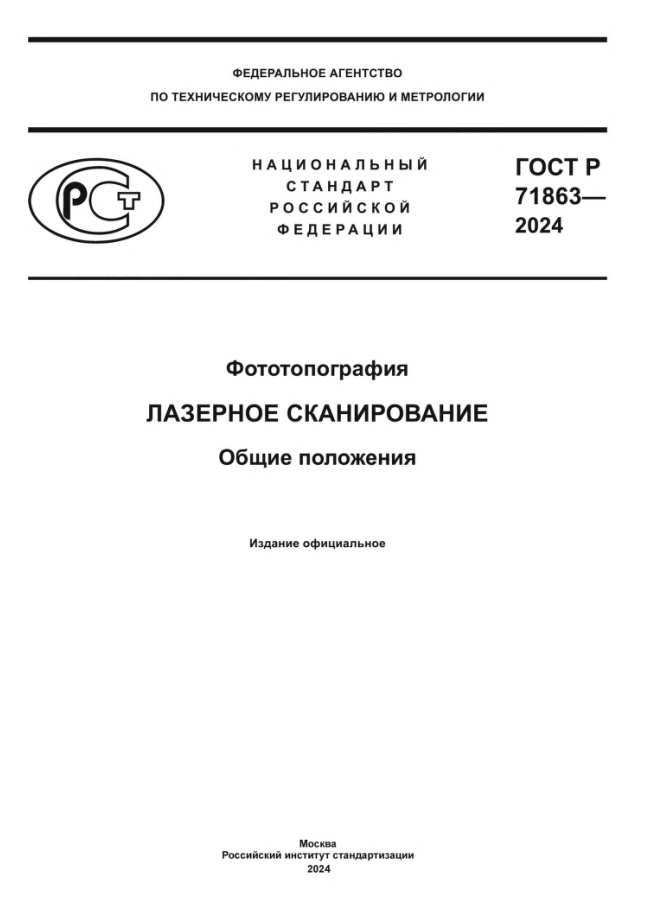 ФЕДЕРАЛЬНОЕ АГЕНТСТВО
ПО ТЕХНИЧЕСКОМУ РЕГУЛИРОВАНИЮ И МЕТРОЛОГИИ
РСТ
НАЦИОНАЛЬНЫЙ
СТАНДАРТ
РОССИЙСКОЙ
ФЕДЕРАЦИИ
ГОСТ Р
71863—
2024
Фототопография
ЛАЗЕРНОЕ СКАНИРОВАНИЕ
Общие положения
Издание официальное
Москва
Российский институт стандартизации
2024